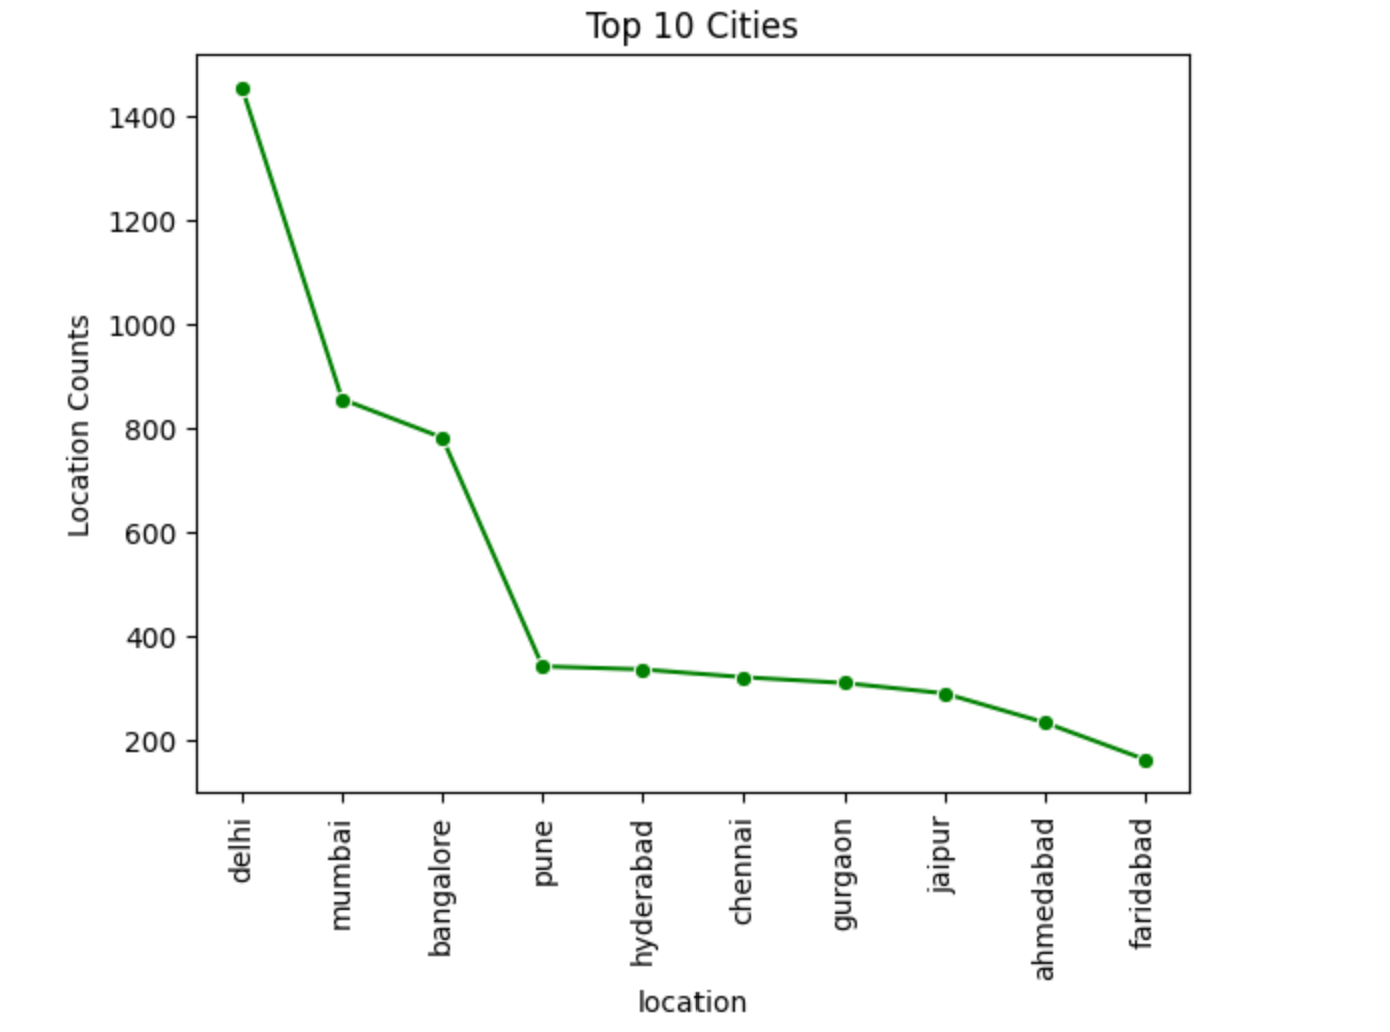 Top 10 Cities
1400
1200
1000
800
600
400
200
Location Counts
delhi
mumbai
bangalore
pune
hyderabad
chennai
gurgaon
jaipur
ahmedabad
faridabad
location